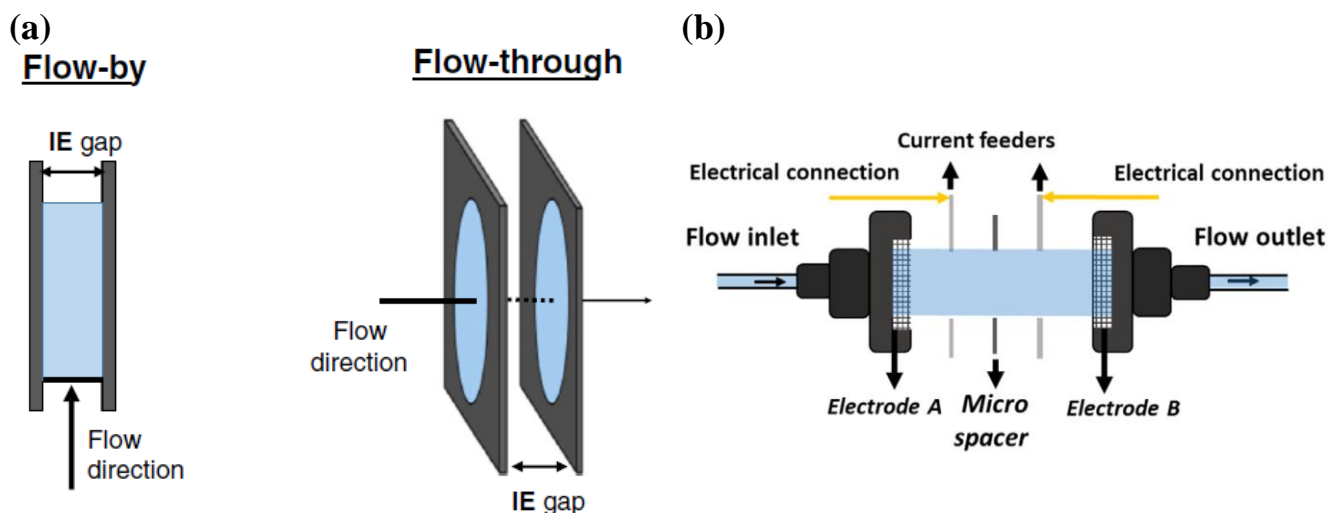 (a)
Flow-by
IE gap
Flow
direction
Flow-through
Flow
direction
IE gap
(b)
Current feeders
Electrical connection
Electrical connection
Flow inlet
Flow outlet
Electrode A
Micro
spacer
Electrode B